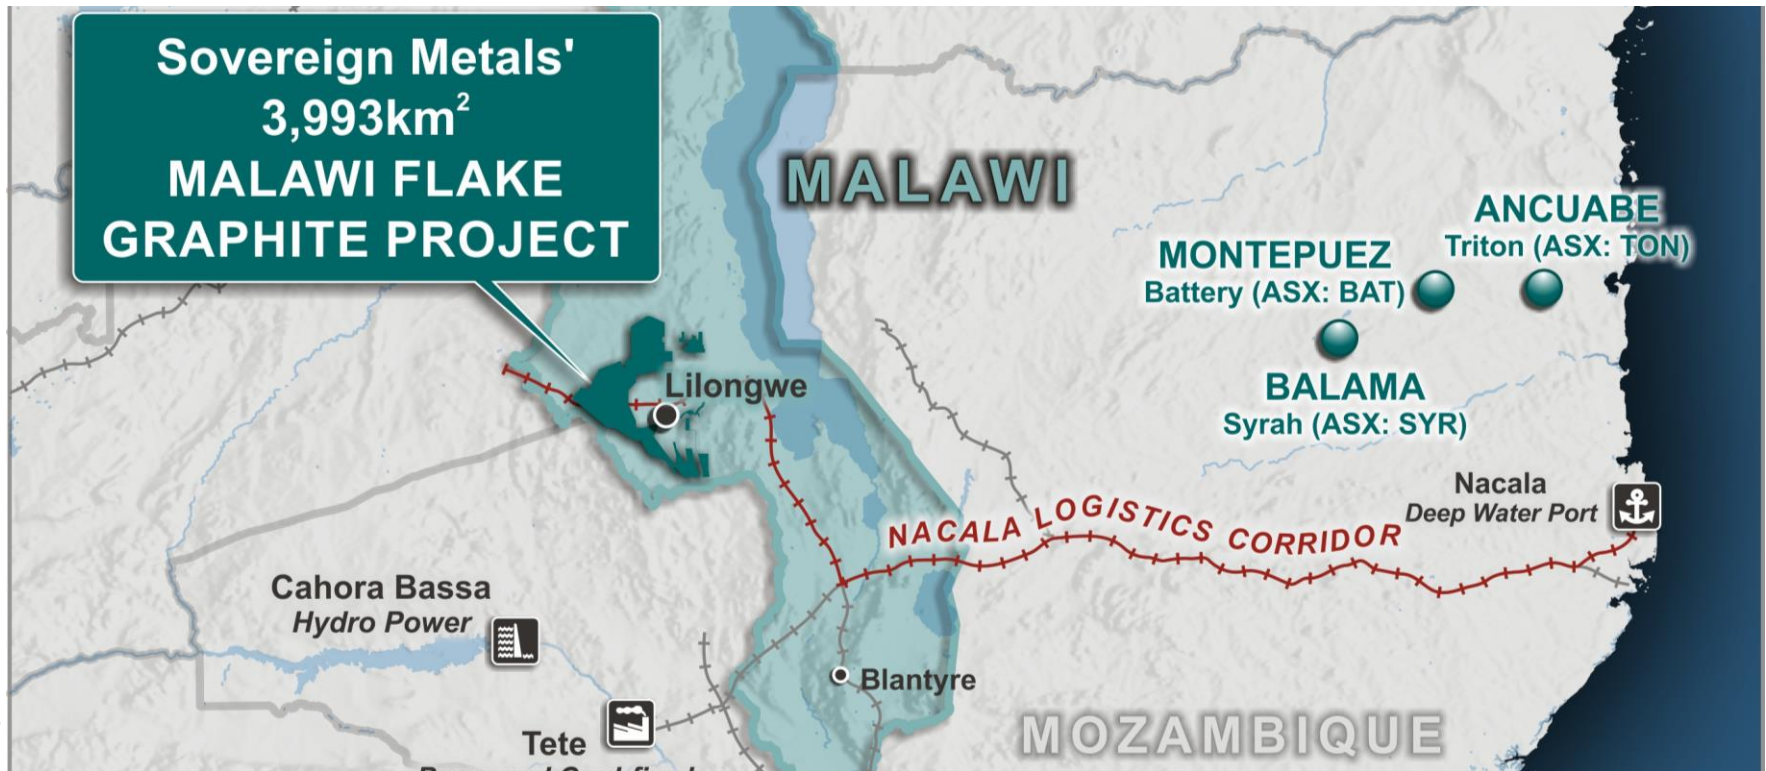 Sovereign Metals'
3,993km²
MALAWI FLAKE
GRAPHITE PROJECT
MALAWI
ANCUABE
Triton (ASX: TON)
MONTEPUEZ
Battery (ASX: BAT)
BALAMA
Syrah (ASX: SYR)
Lilongwe
Nacala
Deep Water Port
NACALA LOGISTICS CORRIDOR
Cahora Bassa
Hydro Power
Blantyre
MOZAMBIQUE
Tete